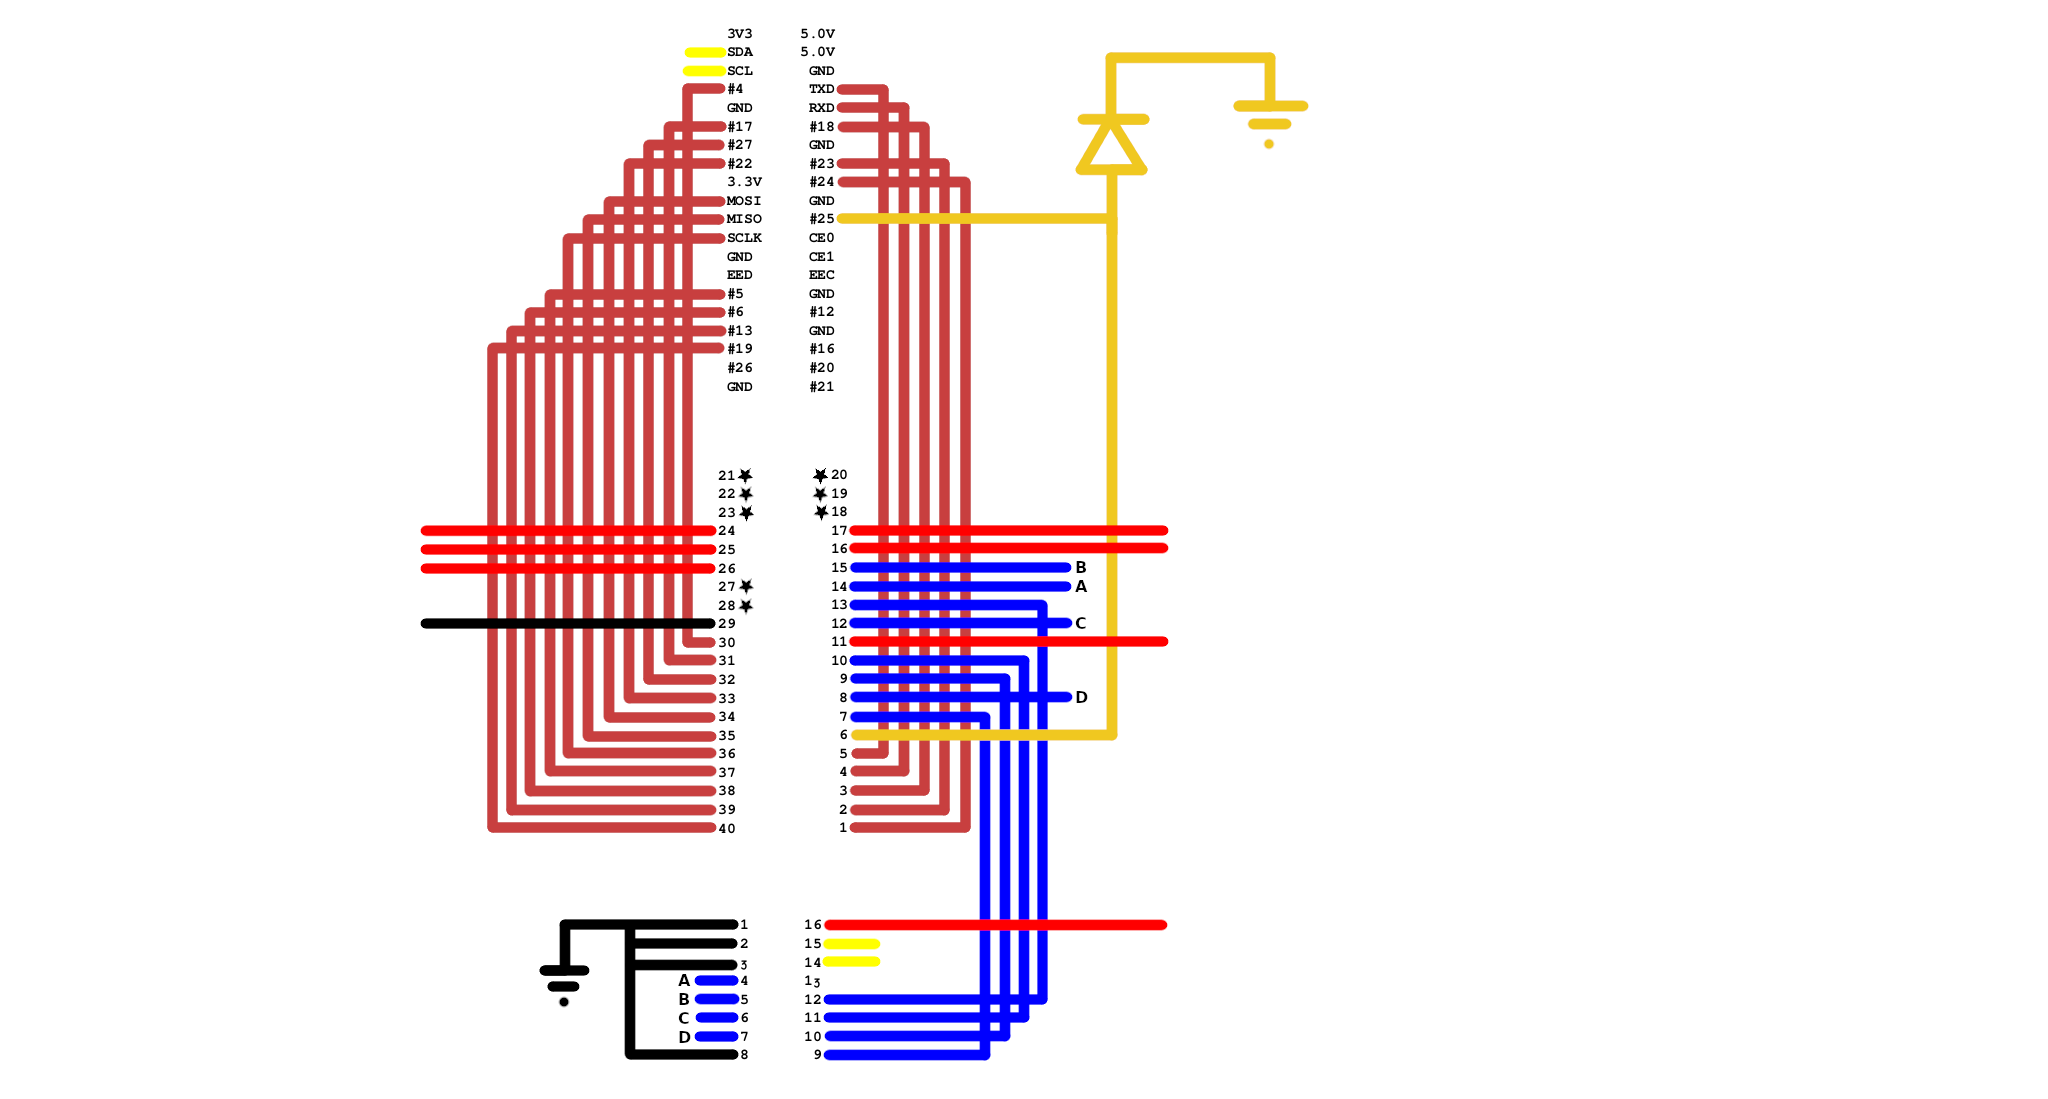 3V3 5.0V
SDA 5.0V
SCL GND
#4 TXD
GND RXD
#17 #18
#27 GND
#22 #23
3.3V #24
MOSI GND
MISO #25
SCLK CE0
GND CE1
EED EEC
#5 GND
#6 #12
#13 GND
#19 #16
#26 #20
GND #21
21 20
22 19
23 18
24 17
25 16
26 15 B
27 14 A
28 13
29 12 C
30 11
31 10
32 9
33 8 D
34 7
35 6
36 5
37 4
38 3
39 2
40 1
1 16
2 15
3 14
A 4 13
B 5 12
C 6 11
D 7 10
8 9